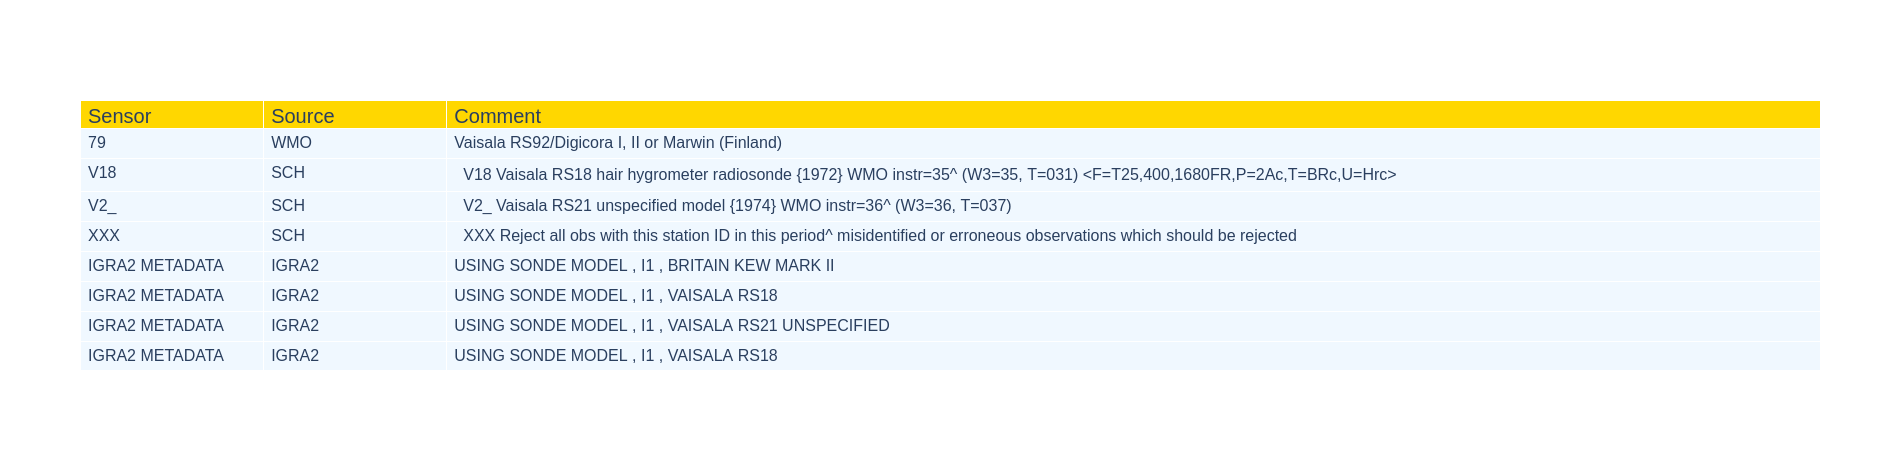 Sensor Source Comment
79 WMO Vaisala RS92/Digicora I, II or Marwin (Finland)
V18 SCH V18 Vaisala RS18 hair hygrometer radiosonde {1972} WMO instr=35^ (W3=35, T=031) <F=T25,400,1680FR,P=2Ac,T=BRc,U=Hrc>
V2_ SCH V2_ Vaisala RS21 unspecified model {1974} WMO instr=36^ (W3=36, T=037)
XXX SCH XXX Reject all obs with this station ID in this period^ misidentified or erroneous observations which should be rejected
IGRA2 METADATA IGRA2 USING SONDE MODEL , I1 , BRITAIN KEW MARK II
IGRA2 METADATA IGRA2 USING SONDE MODEL , I1 , VAISALA RS18
IGRA2 METADATA IGRA2 USING SONDE MODEL , I1 , VAISALA RS21 UNSPECIFIED
IGRA2 METADATA IGRA2 USING SONDE MODEL , I1 , VAISALA RS18